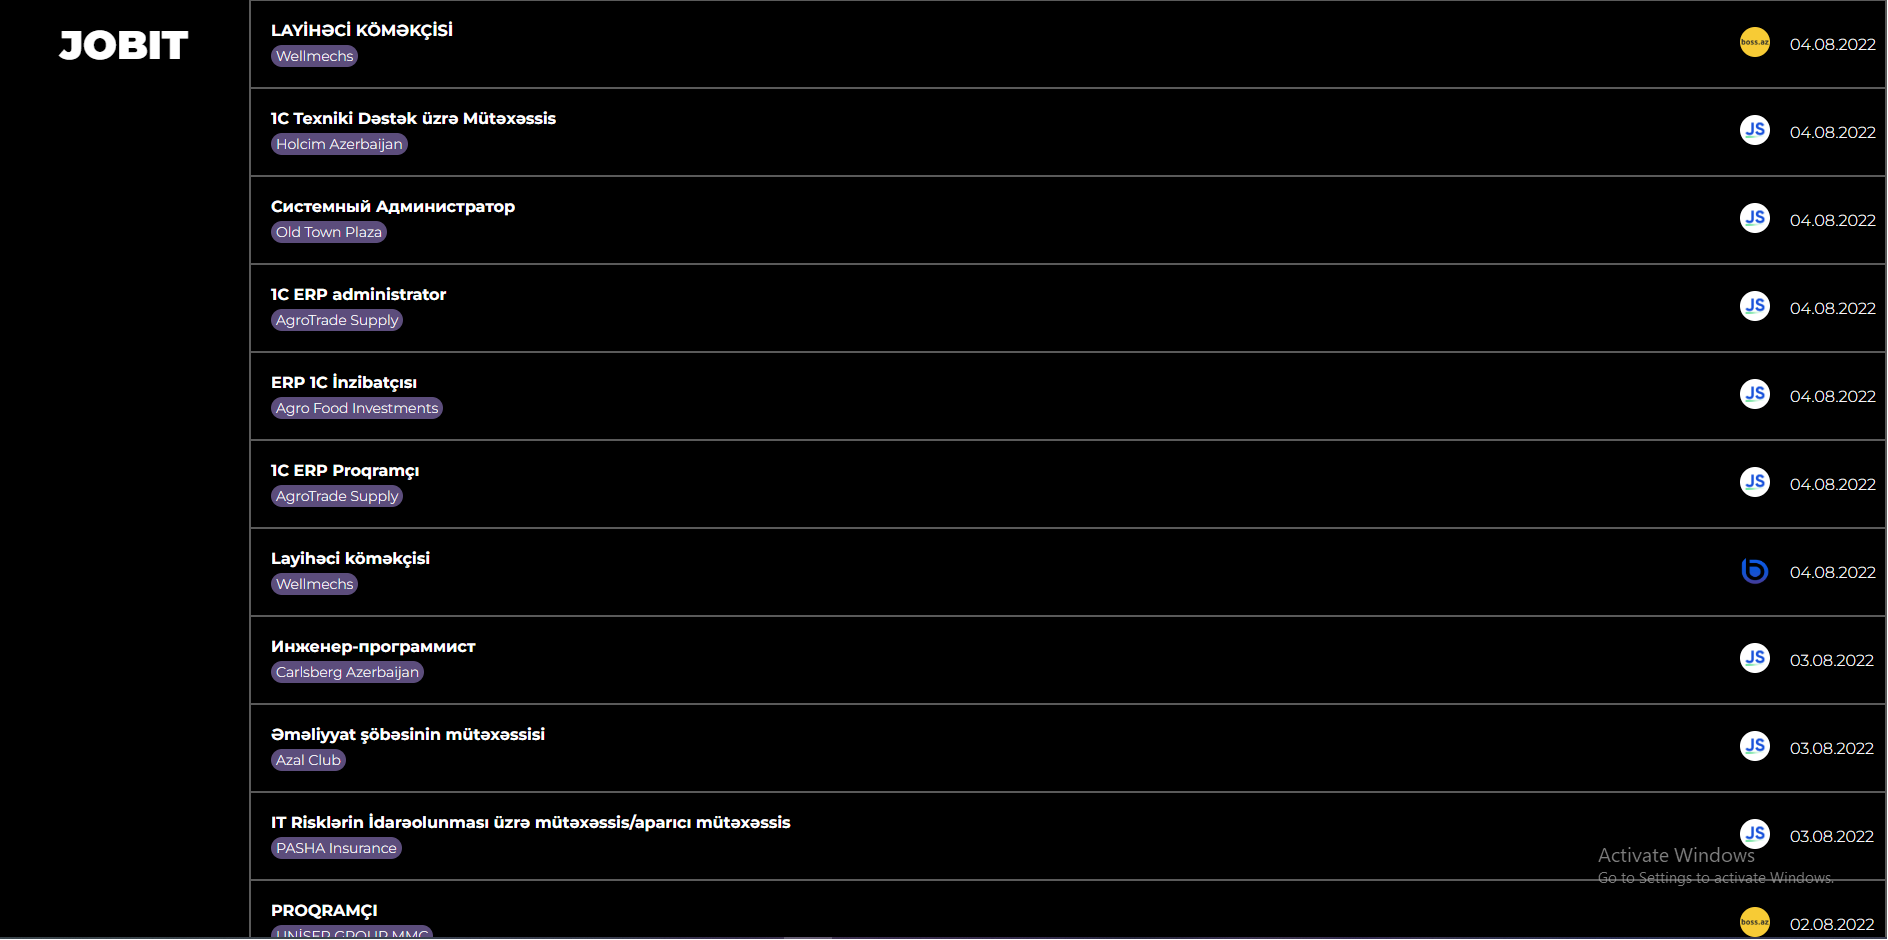 JOBIT
LAYİHƏCİ KÖMƏKÇİSİ
Wellmechs
boss.az
04.08.2022
1C Texniki Dəstək üzrə Mütəxəssis
Holcim Azerbaijan
JS
04.08.2022
Системный Администратор
Old Town Plaza
JS
04.08.2022
1C ERP administrator
AgroTrade Supply
JS
04.08.2022
ERP 1C İnzibatçısı
Agro Food Investments
JS
04.08.2022
1C ERP Proqramçı
AgroTrade Supply
JS
04.08.2022
Layihəci köməkçisi
Wellmechs
04.08.2022
Инженер-программист
Carlsberg Azerbaijan
JS
03.08.2022
Əməliyyat şöbəsinin mütəxəssisi
Azal Club
JS
03.08.2022
IT Risklərin İdarəolunması üzrə mütəxəssis/aparıcı mütəxəssis
PASHA Insurance
JS
03.08.2022
Activate Windows
Go to Settings to activate Windows.
PROQRAMÇI
UNİSER GROUP MMC
boss.az
02.08.2022